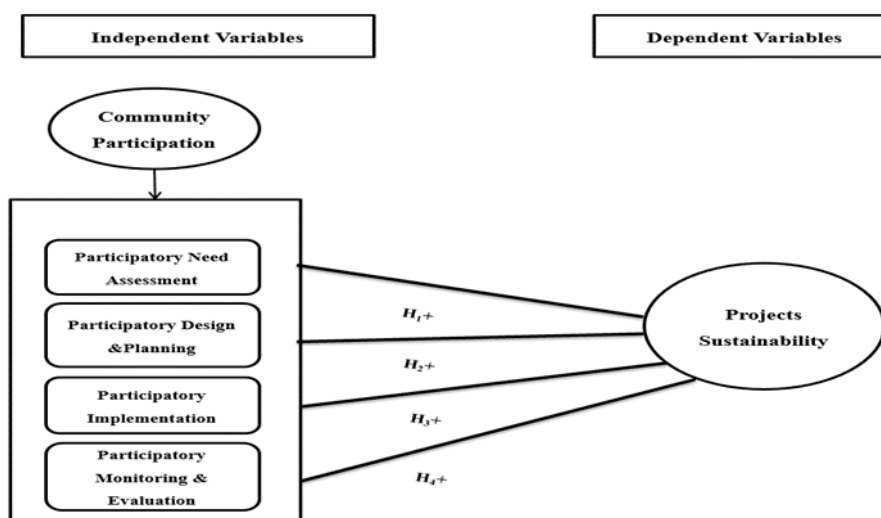 Independent Variables
Dependent Variables
Community
Participation
Participatory Need
Assessment
Participatory Design
&Planning
Participatory
Implementation
Participatory
Monitoring &
Evaluation
H₁+
H₂+
H₃+
H₄+
Projects
Sustainability